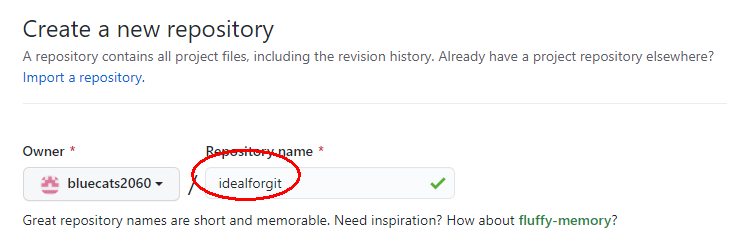 Create a new repository
A repository contains all project files, including the revision history. Already have a project repository elsewhere?
Import a repository.
Owner * Repository name *
bluecats2060 / idealforgit
Great repository names are short and memorable. Need inspiration? How about fluffy-memory?